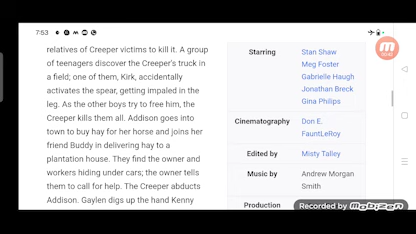 7:53
relatives of Creeper victims to kill it. A group
of teenagers discover the Creeper's truck in
a field; one of them, Kirk, accidentally
activates the spear, getting impaled in the
leg. As the other boys try to free him, the
Creeper kills them all. Addison goes into
town to buy hay for her horse and joins her
friend Buddy in delivering hay to a
plantation house. They find the owner and
workers hiding under cars; the owner tells
them to call for help. The Creeper abducts
Addison. Gaylen digs up the hand Kenny
Starring
Stan Shaw
Meg Foster
Gabrielle Haugh
Jonathan Breck
Gina Philips
Cinematography
Don E.
FauntLeRoy
Edited by
Misty Talley
Music by
Andrew Morgan
Smith
Production
Recorded by Mobizen